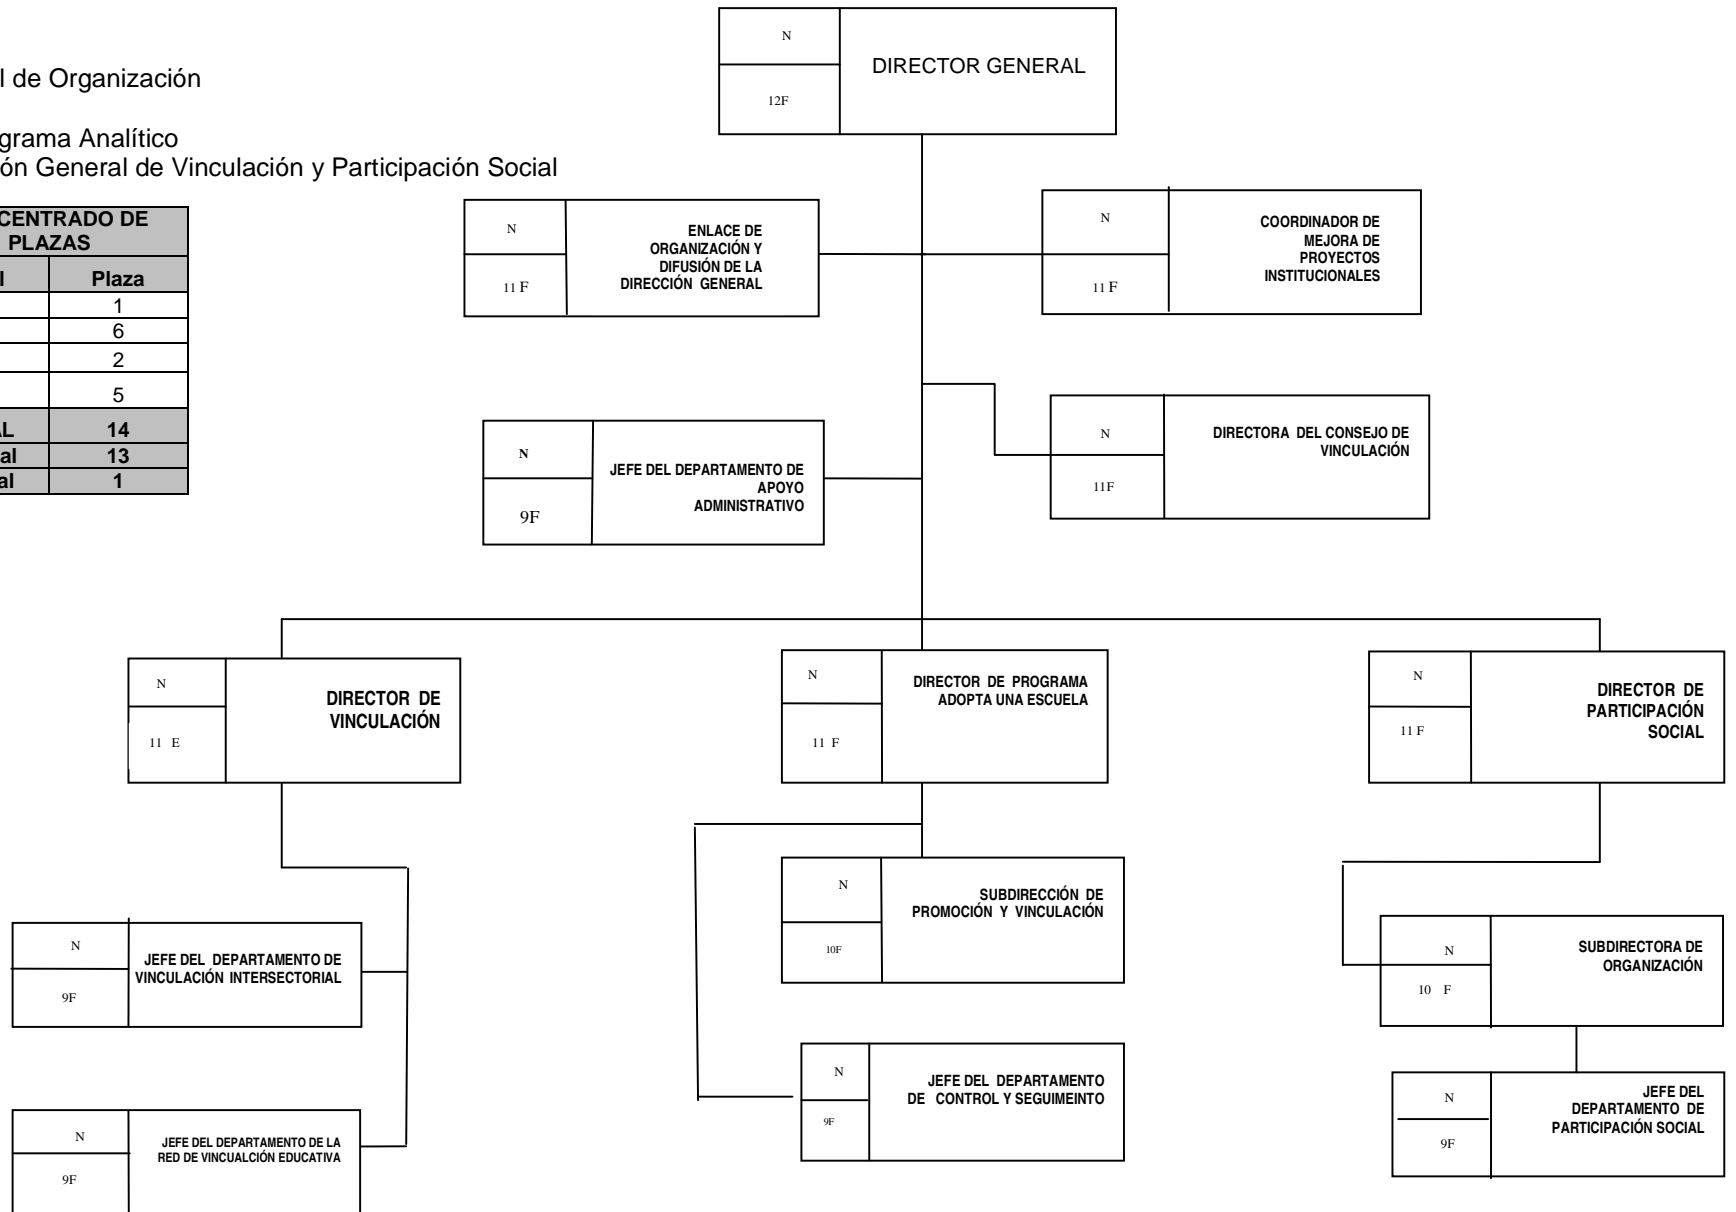 N
DIRECTOR GENERAL
12F
l de Organización
grama Analítico
ón General de Vinculación y Participación Social
CENTRADO DE
PLAZAS
l Plaza
1
6
2
5
AL 14
al 13
al 1
N
ENLACE DE
ORGANIZACIÓN Y
DIFUSIÓN DE LA
DIRECCIÓN GENERAL
11 F
N
COORDINADOR DE
MEJORA DE
PROYECTOS
INSTITUCIONALES
11 F
N
DIRECTORA DEL CONSEJO DE
VINCULACIÓN
11F
N
JEFE DEL DEPARTAMENTO DE
APOYO
ADMINISTRATIVO
9F
N
DIRECTOR DE
VINCULACIÓN
11 E
N
DIRECTOR DE PROGRAMA
ADOPTA UNA ESCUELA
11 F
N
DIRECTOR DE
PARTICIPACIÓN
SOCIAL
11 F
N
SUBDIRECCIÓN DE
PROMOCIÓN Y VINCULACIÓN
10F
N
JEFE DEL DEPARTAMENTO DE
VINCULACIÓN INTERSECTORIAL
9F
N
SUBDIRECTORA DE
ORGANIZACIÓN
10 F
N
JEFE DEL DEPARTAMENTO
DE CONTROL Y SEGUIMEINTO
9F
N
JEFE DEL
DEPARTAMENTO DE
PARTICIPACIÓN SOCIAL
9F
N
JEFE DEL DEPARTAMENTO DE LA
RED DE VINCUALCIÓN EDUCATIVA
9F